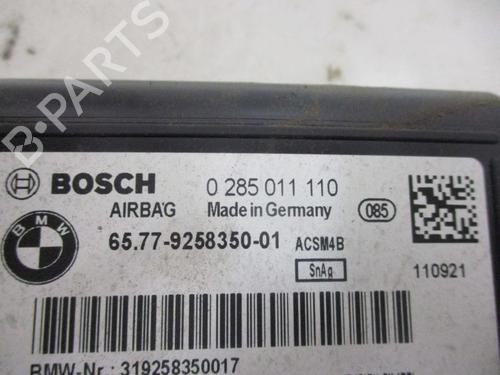 B-PARTS
BOSCH 0 285 011 110
AIRBAG Made in Germany 085
BMW 65.77-9258350-01 ACSM4B
SnAg 110921
BMW-Nr.: 319258350017